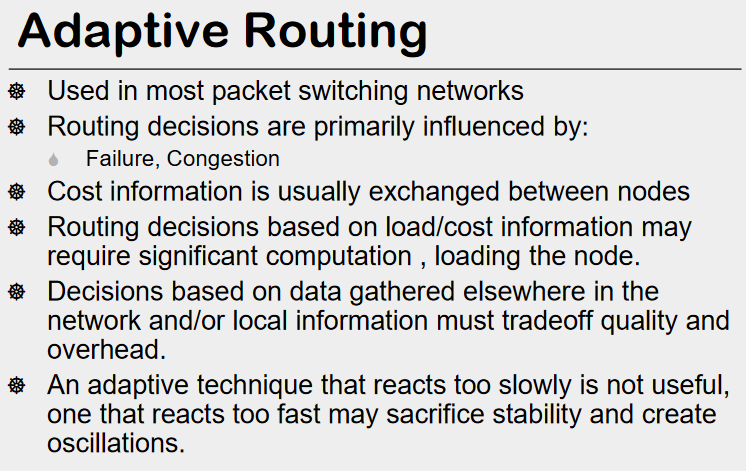 Adaptive Routing
Used in most packet switching networks
Routing decisions are primarily influenced by:
Failure, Congestion
Cost information is usually exchanged between nodes
Routing decisions based on load/cost information may
require significant computation , loading the node.
Decisions based on data gathered elsewhere in the
network and/or local information must tradeoff quality and
overhead.
An adaptive technique that reacts too slowly is not useful,
one that reacts too fast may sacrifice stability and create
oscillations.